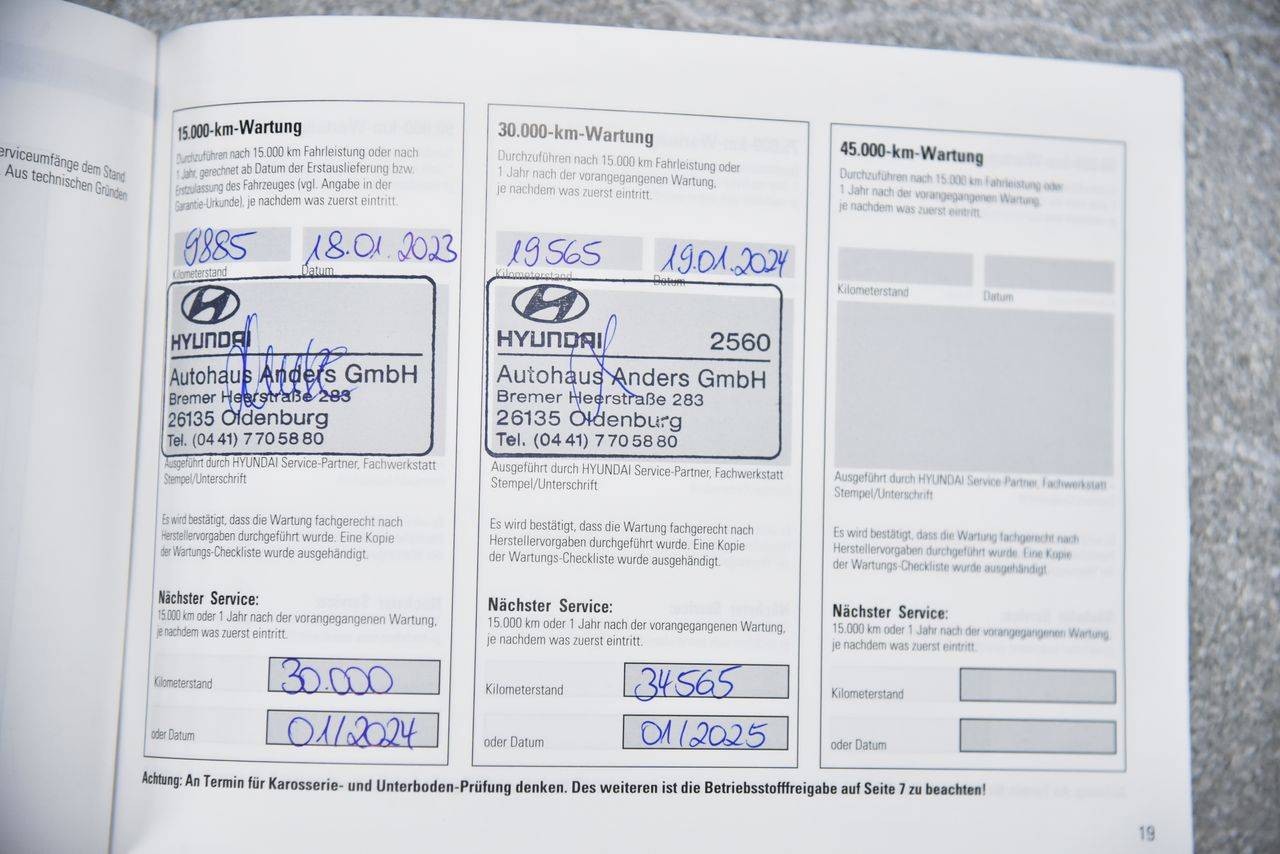 erviceumfänge dem Stand
Aus technischen Gründen
15.000-km-Wartung
Durchzuführen nach 15.000 km Fahrleistung oder nach
1 Jahr, gerechnet ab Datum der Erstauslieferung bzw.
Erstzulassung des Fahrzeuges (vgl. Angabe in der
Garantie-Urkunde), je nachdem was zuerst eintritt.
9885 18.01.2023
Kilometerstand Datum
HYUNDAI
Autohaus Anders GmbH
Bremer Heerstraße 283
26135 Oldenburg
Tel. (04 41) 7 70 58 80
Ausgeführt durch HYUNDAI Service-Partner, Fachwerkstatt
Stempel/Unterschrift
Es wird bestätigt, dass die Wartung fachgerecht nach
Herstellervorgaben durchgeführt wurde. Eine Kopie
der Wartungs-Checkliste wurde ausgehändigt.
Nächster Service:
15.000 km oder 1 Jahr nach der vorangegangenen Wartung,
je nachdem was zuerst eintritt.
Kilometerstand 30.000
oder Datum 01/2024
30.000-km-Wartung
Durchzuführen nach 15.000 km Fahrleistung oder
1 Jahr nach der vorangegangenen Wartung,
je nachdem was zuerst eintritt.
19565 19.01.2024
Kilometerstand Datum
HYUNDAI 2560
Autohaus Anders GmbH
Bremer Heerstraße 283
26135 Oldenburg
Tel. (04 41) 7 70 58 80
Ausgeführt durch HYUNDAI Service-Partner, Fachwerkstatt
Stempel/Unterschrift
Es wird bestätigt, dass die Wartung fachgerecht nach
Herstellervorgaben durchgeführt wurde. Eine Kopie
der Wartungs-Checkliste wurde ausgehändigt.
Nächster Service:
15.000 km oder 1 Jahr nach der vorangegangenen Wartung,
je nachdem was zuerst eintritt.
Kilometerstand 34565
oder Datum 01/2025
45.000-km-Wartung
Durchzuführen nach 15.000 km Fahrleistung oder
1 Jahr nach der vorangegangenen Wartung,
je nachdem was zuerst eintritt.
Kilometerstand Datum
Ausgeführt durch HYUNDAI Service-Partner, Fachwerkstatt
Stempel/Unterschrift
Es wird bestätigt, dass die Wartung fachgerecht nach
Herstellervorgaben durchgeführt wurde. Eine Kopie
der Wartungs-Checkliste wurde ausgehändigt.
Nächster Service:
15.000 km oder 1 Jahr nach der vorangegangenen Wartung,
je nachdem was zuerst eintritt.
Kilometerstand
oder Datum
Achtung: An Termin für Karosserie- und Unterboden-Prüfung denken. Des weiteren ist die Betriebsstofffreigabe auf Seite 7 zu beachten!
19